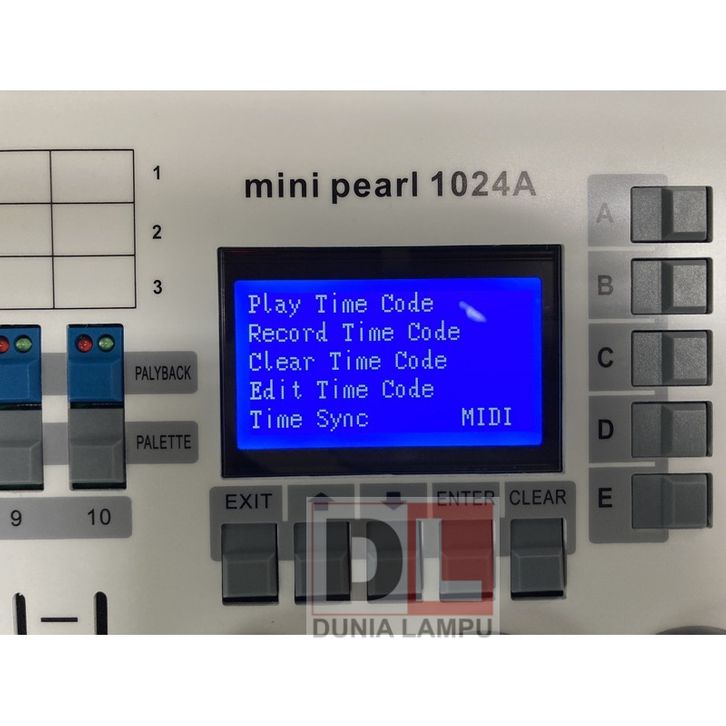 1
mini pearl 1024A
A
2
3
B
Play Time Code
Record Time Code
Clear Time Code
Edit Time Code
Time Sync MIDI
C
PALYBACK
PALETTE
D
E
9
10
EXIT
ENTER
CLEAR
DL
DUNIA LAMPU